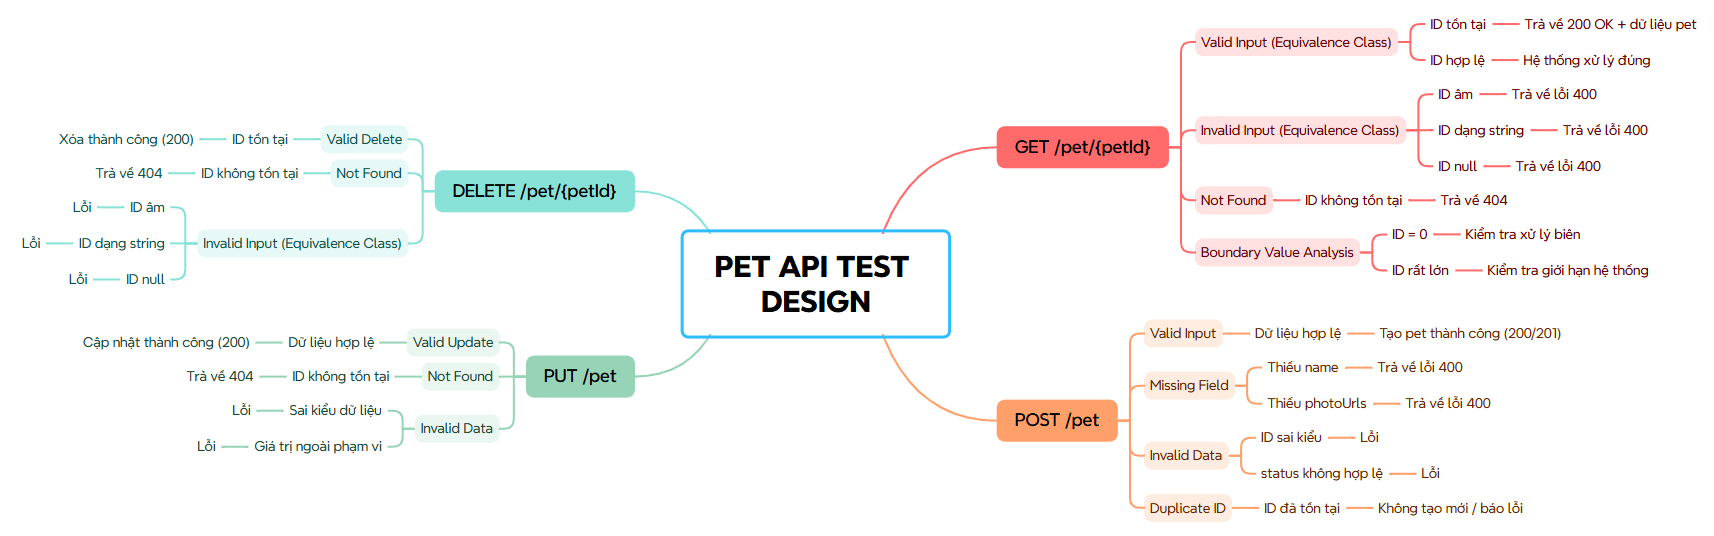 PET API TEST
DESIGN
GET /pet/{petId}
Valid Input (Equivalence Class)
ID tồn tại
Trả về 200 OK + dữ liệu pet
ID hợp lệ
Hệ thống xử lý đúng
Invalid Input (Equivalence Class)
ID âm
Trả về lỗi 400
ID dạng string
Trả về lỗi 400
ID null
Trả về lỗi 400
Not Found
ID không tồn tại
Trả về 404
Boundary Value Analysis
ID = 0
Kiểm tra xử lý biên
ID rất lớn
Kiểm tra giới hạn hệ thống
POST /pet
Valid Input
Dữ liệu hợp lệ
Tạo pet thành công (200/201)
Missing Field
Thiếu name
Trả về lỗi 400
Thiếu photoUrls
Trả về lỗi 400
Invalid Data
ID sai kiểu
Lỗi
status không hợp lệ
Lỗi
Duplicate ID
ID đã tồn tại
Không tạo mới / báo lỗi
DELETE /pet/{petId}
Valid Delete
ID tồn tại
Xóa thành công (200)
Not Found
ID không tồn tại
Trả về 404
Invalid Input (Equivalence Class)
ID âm
Lỗi
ID dạng string
Lỗi
ID null
Lỗi
PUT /pet
Valid Update
Dữ liệu hợp lệ
Cập nhật thành công (200)
Not Found
ID không tồn tại
Trả về 404
Invalid Data
Sai kiểu dữ liệu
Lỗi
Giá trị ngoài phạm vi
Lỗi